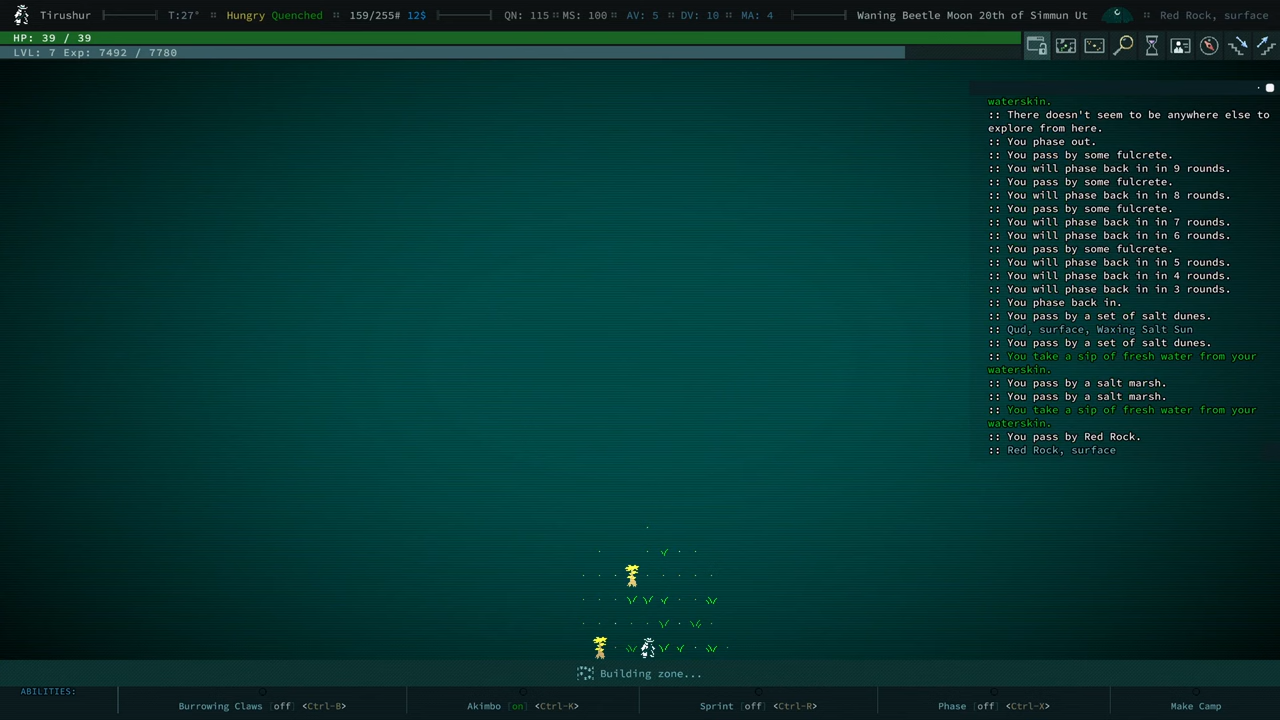 Tirushur T:27° Hungry Quenched 159/255# 12$ QN: 115 MS: 100 AV: 5 DV: 10 MA: 4 Waning Beetle Moon 20th of Simmun Ut Red Rock, surface
HP: 39 / 39
LVL: 7 Exp: 7492 / 7780
waterskin.
:: There doesn't seem to be anywhere else to
explore from here.
:: You phase out.
:: You pass by some fulcrete.
:: You will phase back in in 9 rounds.
:: You pass by some fulcrete.
:: You will phase back in in 8 rounds.
:: You pass by some fulcrete.
:: You will phase back in in 7 rounds.
:: You will phase back in in 6 rounds.
:: You pass by some fulcrete.
:: You will phase back in in 5 rounds.
:: You will phase back in in 4 rounds.
:: You will phase back in in 3 rounds.
:: You phase back in.
:: You pass by a set of salt dunes.
:: Qud, surface, Waxing Salt Sun
:: You pass by a set of salt dunes.
:: You take a sip of fresh water from your
waterskin.
:: You pass by a salt marsh.
:: You pass by a salt marsh.
:: You take a sip of fresh water from your
waterskin.
:: You pass by Red Rock.
:: Red Rock, surface
Building zone...
ABILITIES:
Burrowing Claws [off] <Ctrl-B> Akimbo [on] <Ctrl-K> Sprint [off] <Ctrl-R> Phase [off] <Ctrl-X> Make Camp